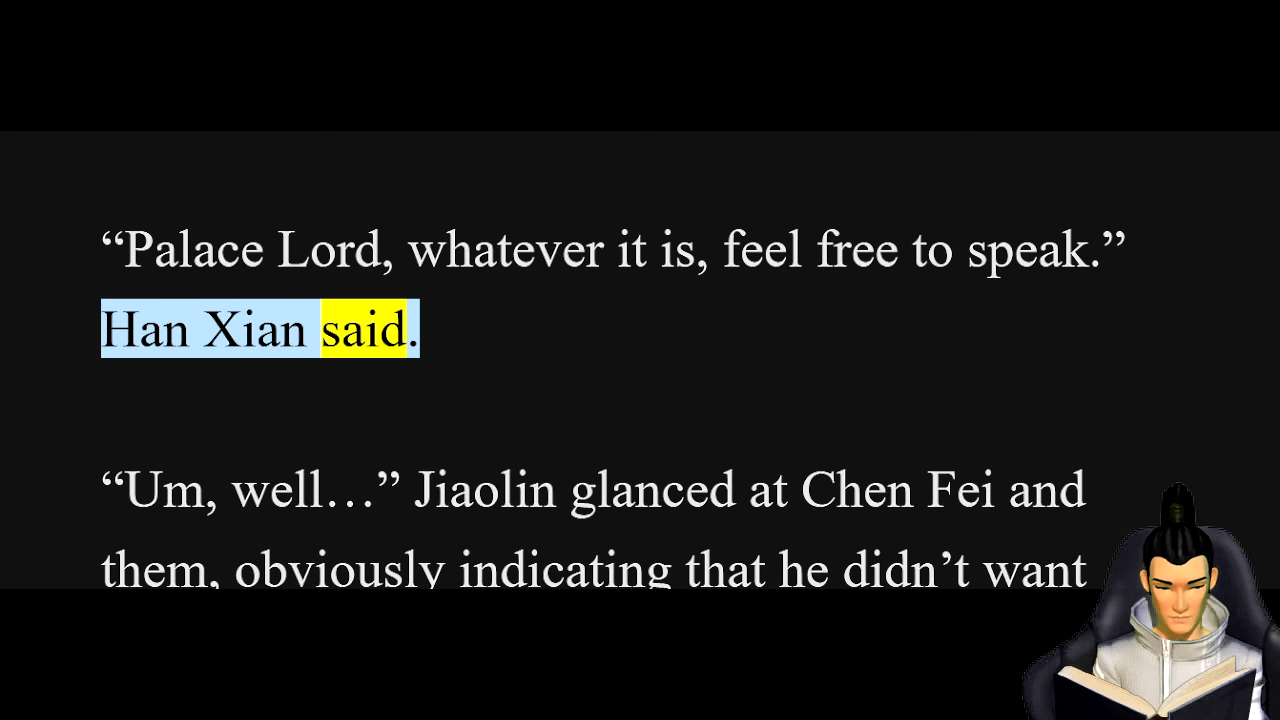 “Palace Lord, whatever it is, feel free to speak.”
Han Xian said.
“Um, well…” Jiaolin glanced at Chen Fei and
them, obviously indicating that he didn’t want